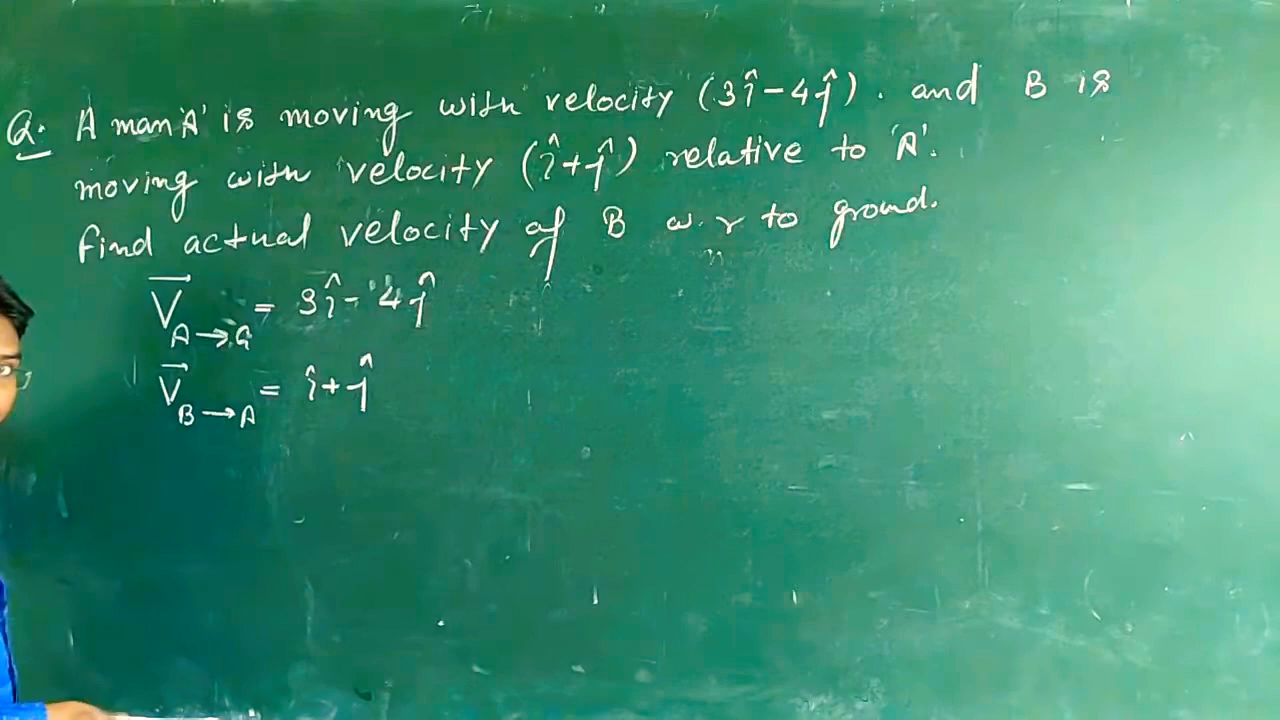 Q. A man 'A' is moving with velocity (3î-4ĵ). and B is
moving with velocity (î+ĵ) relative to 'A'.
find actual velocity of B w.r to ground.
V⃗ A→G = 3î-4ĵ
V⃗ B→A = î+ĵ